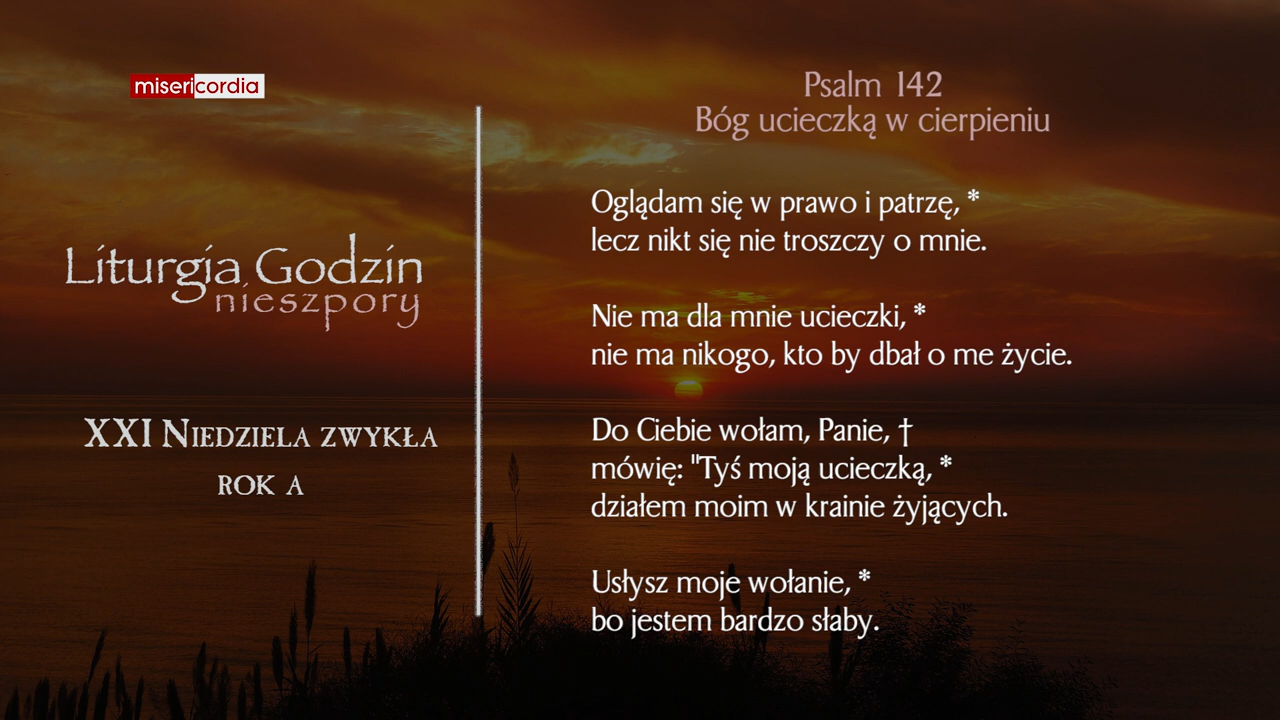 misericordia
Liturgia Godzin
nieszpory
XXI Niedziela zwykła
rok A
Psalm 142
Bóg ucieczką w cierpieniu
Oglądam się w prawo i patrzę, *
lecz nikt się nie troszczy o mnie.
Nie ma dla mnie ucieczki, *
nie ma nikogo, kto by dbał o me życie.
Do Ciebie wołam, Panie, †
mówię: "Tyś moją ucieczką, *
działem moim w krainie żyjących.
Usłysz moje wołanie, *
bo jestem bardzo słaby.